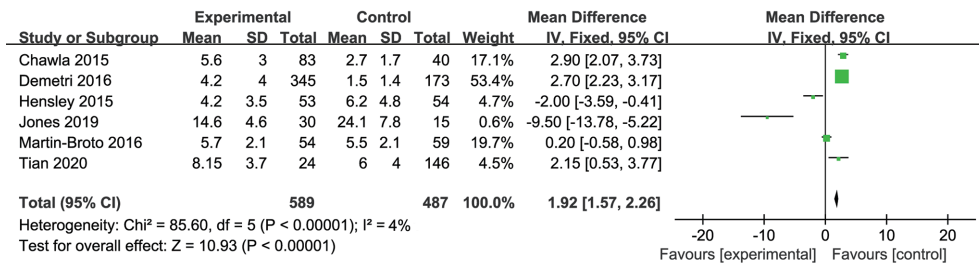 Experimental Control Mean Difference Mean Difference
Study or Subgroup Mean SD Total Mean SD Total Weight IV, Fixed, 95% CI IV, Fixed, 95% CI
Chawla 2015 5.6 3 83 2.7 1.7 40 17.1% 2.90 [2.07, 3.73]
Demetri 2016 4.2 4 345 1.5 1.4 173 53.4% 2.70 [2.23, 3.17]
Hensley 2015 4.2 3.5 53 6.2 4.8 54 4.7% -2.00 [-3.59, -0.41]
Jones 2019 14.6 4.6 30 24.1 7.8 15 0.6% -9.50 [-13.78, -5.22]
Martin-Broto 2016 5.7 2.1 54 5.5 2.1 59 19.7% 0.20 [-0.58, 0.98]
Tian 2020 8.15 3.7 24 6 4 146 4.5% 2.15 [0.53, 3.77]
Total (95% CI) 589 487 100.0% 1.92 [1.57, 2.26]
Heterogeneity: Chi² = 85.60, df = 5 (P < 0.00001); I² = 4%
Test for overall effect: Z = 10.93 (P < 0.00001)
-20 -10 0 10 20
Favours [experimental] Favours [control]